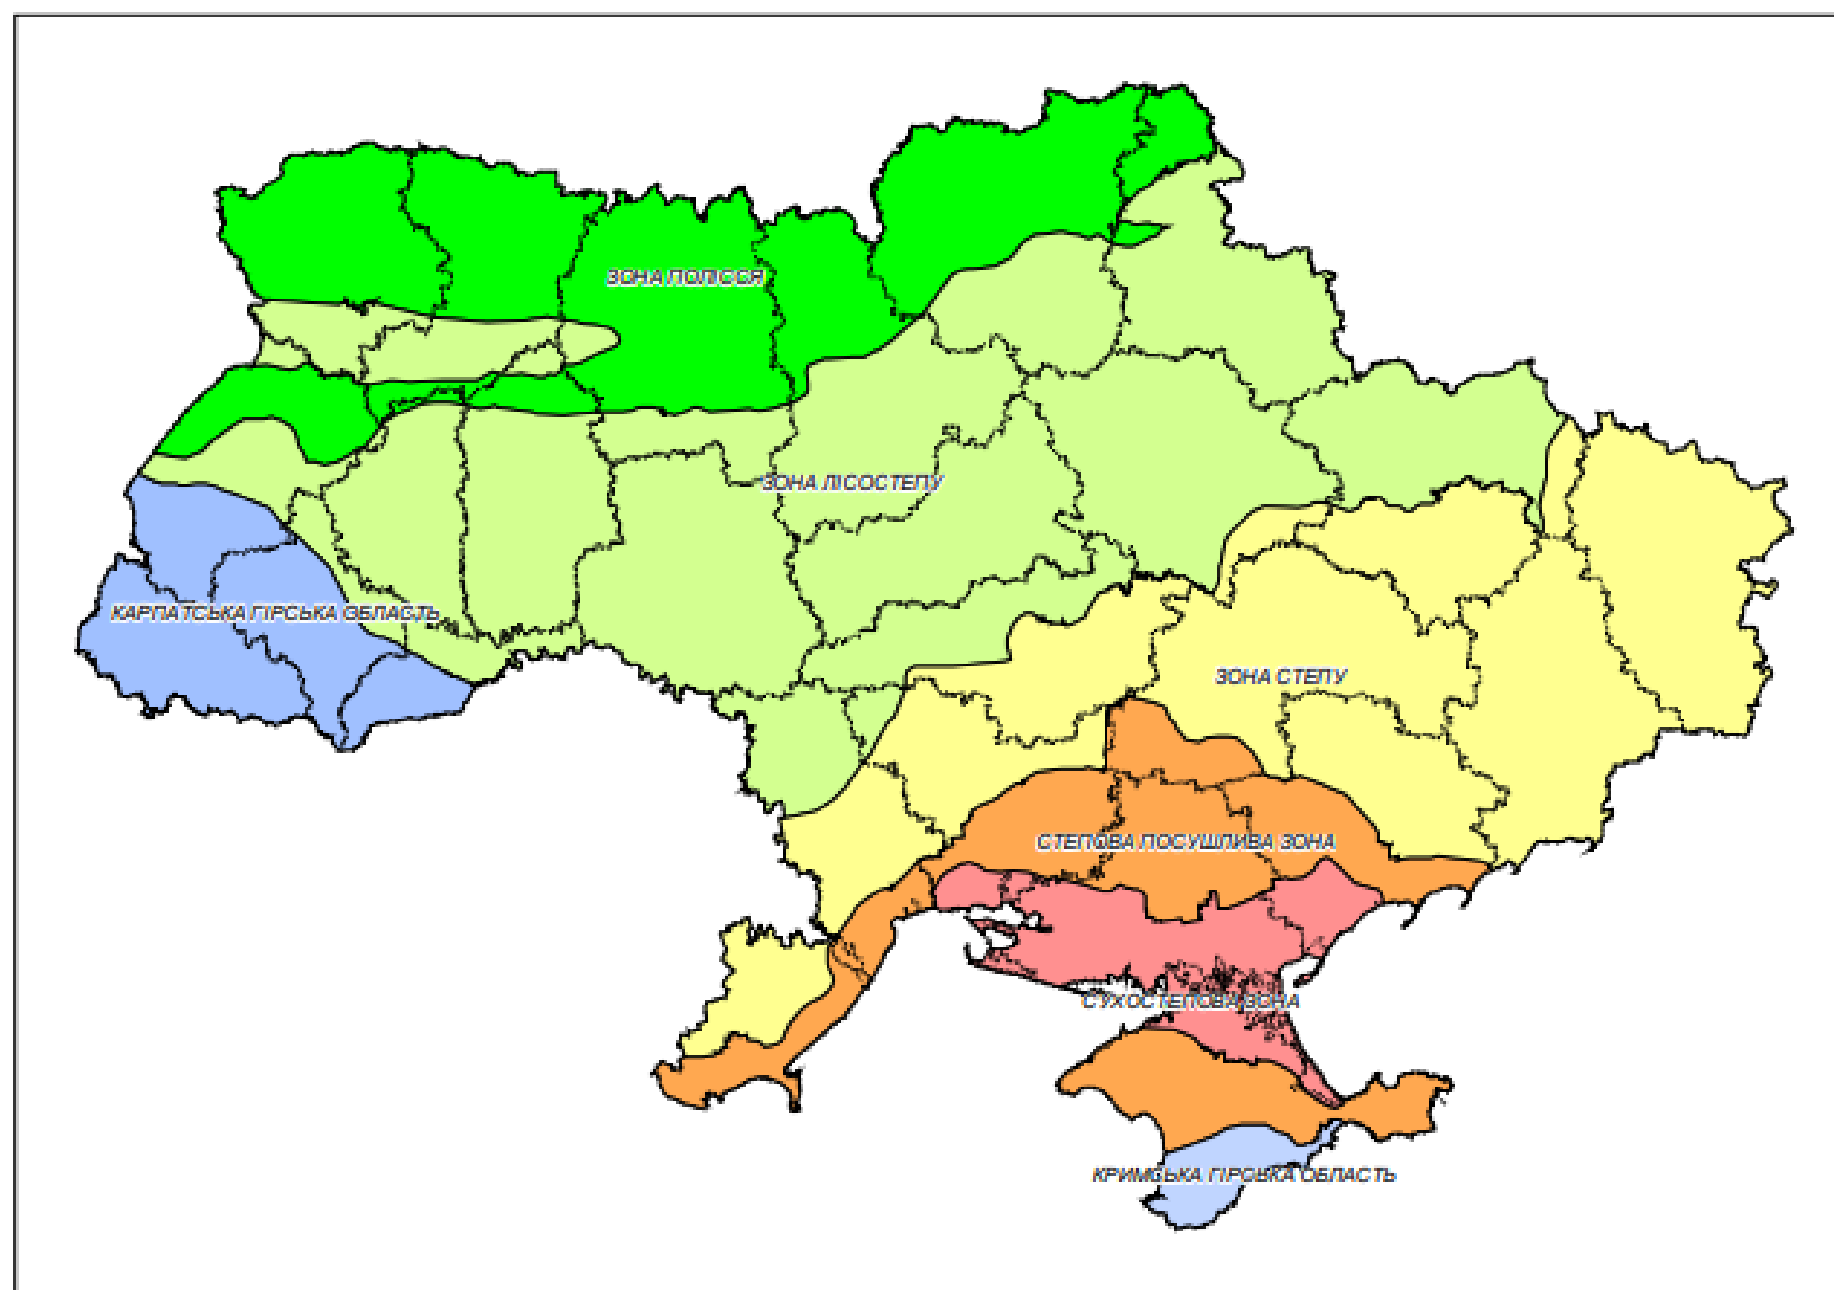 ЗОНА ПОЛІССЯ
ЗОНА ЛІСОСТЕПУ
КАРПАТСЬКА ГІРСЬКА ОБЛАСТЬ
ЗОНА СТЕПУ
СТЕПОВА ПОСУШЛИВА ЗОНА
СУХОСТЕПОВА ЗОНА
КРИМСЬКА ГІРСЬКА ОБЛАСТЬ